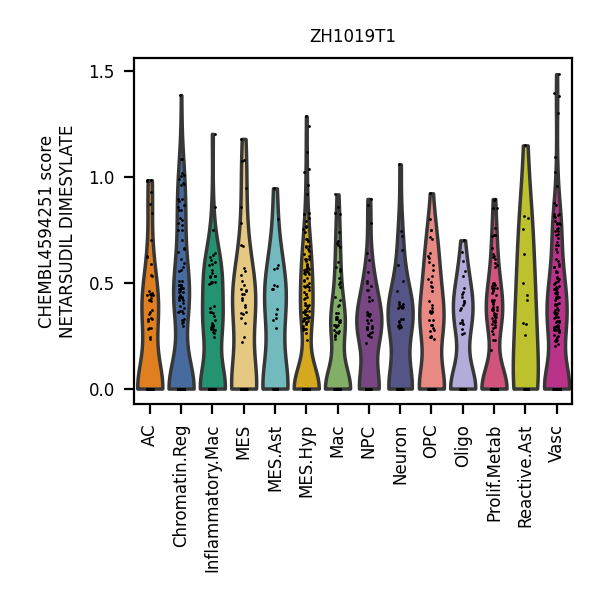 ZH1019T1
CHEMBL4594251 score
NETARSUDIL DIMESYLATE
1.5
1.0
0.5
0.0
AC
Chromatin.Reg
Inflammatory.Mac
MES
MES.Ast
MES.Hyp
Mac
NPC
Neuron
OPC
Oligo
Prolif.Metab
Reactive.Ast
Vasc